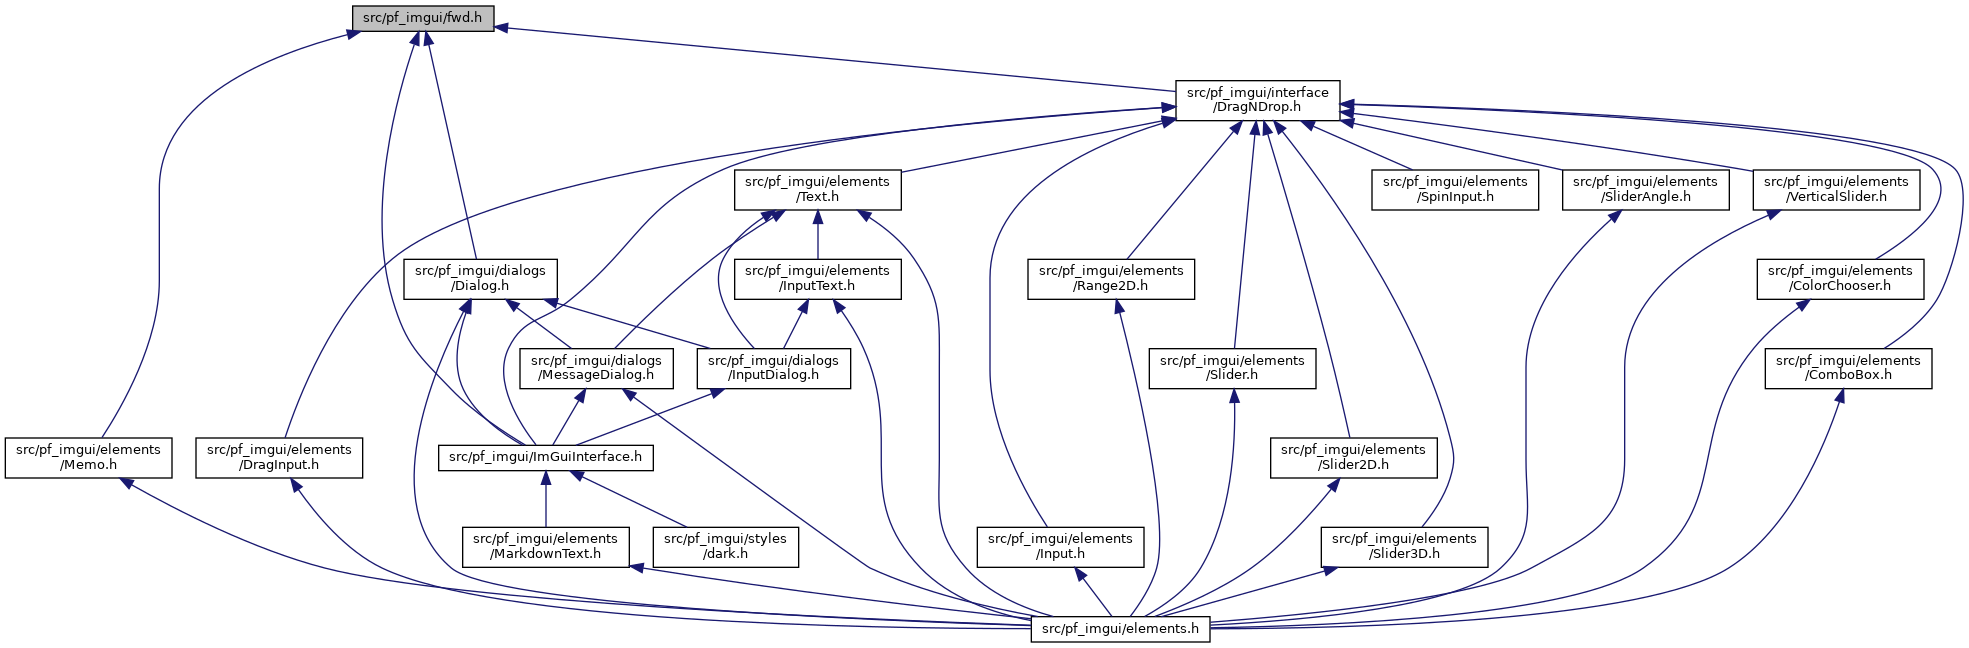 src/pf_imgui/fwd.h
src/pf_imgui/interface
/DragNDrop.h
src/pf_imgui/elements
/Text.h
src/pf_imgui/elements
/SpinInput.h
src/pf_imgui/elements
/SliderAngle.h
src/pf_imgui/elements
/VerticalSlider.h
src/pf_imgui/dialogs
/Dialog.h
src/pf_imgui/elements
/InputText.h
src/pf_imgui/elements
/Range2D.h
src/pf_imgui/elements
/ColorChooser.h
src/pf_imgui/dialogs
/MessageDialog.h
src/pf_imgui/dialogs
/InputDialog.h
src/pf_imgui/elements
/Slider.h
src/pf_imgui/elements
/ComboBox.h
src/pf_imgui/elements
/Memo.h
src/pf_imgui/elements
/DragInput.h
src/pf_imgui/ImGuiInterface.h
src/pf_imgui/elements
/Slider2D.h
src/pf_imgui/elements
/MarkdownText.h
src/pf_imgui/styles
/dark.h
src/pf_imgui/elements
/Input.h
src/pf_imgui/elements
/Slider3D.h
src/pf_imgui/elements.h